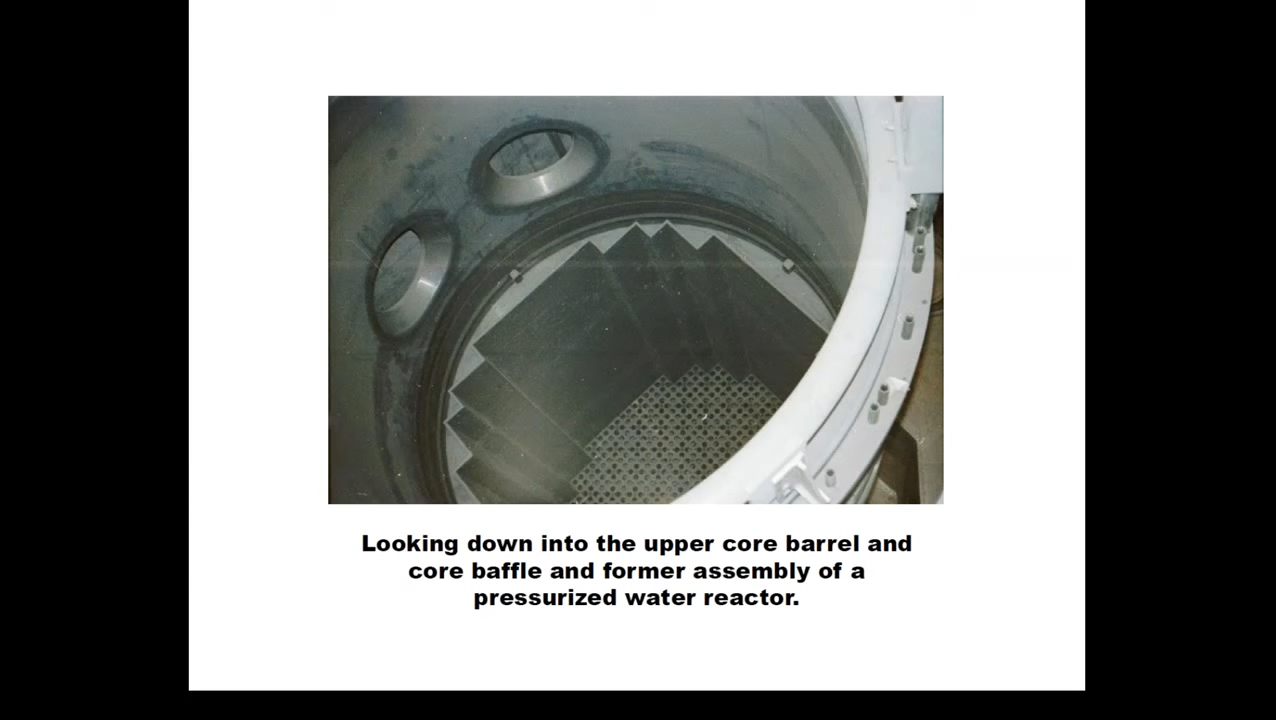 Looking down into the upper core barrel and
core baffle and former assembly of a
pressurized water reactor.